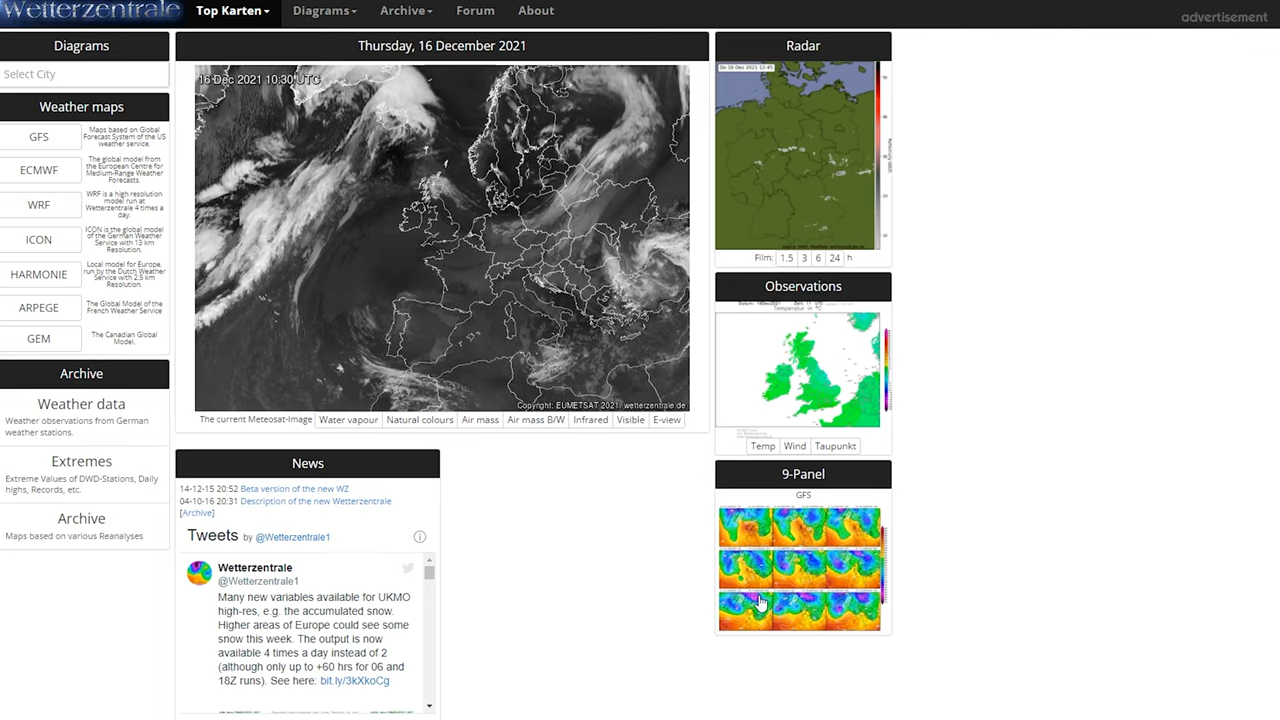 Wetterzentrale
Top Karten
Diagrams
Archive
Forum
About
advertisement
Diagrams
Select City
Weather maps
GFS
Maps based on Global
Forecast System of the US
weather service.
ECMWF
The global model from
the European Centre for
Medium-Range Weather
Forecasts.
WRF
WRF is a high resolution
model run at
Wetterzentrale 4 times a
day.
ICON
ICON is the global model
of the German Weather
Service with 13 km
Resolution.
HARMONIE
Local model for Europe,
run by the Dutch Weather
Service with 2.5 km
Resolution.
ARPEGE
The Global Model of the
French Weather Service
GEM
The Canadian Global
Model.
Archive
Weather data
Weather observations from German
weather stations.
Extremes
Extreme Values of DWD-Stations, Daily
highs, Records, etc.
Archive
Maps based on various Reanalyses
Thursday, 16 December 2021
16 Dec 2021 10:30 UTC
Copyright: EUMETSAT 2021, wetterzentrale.de
The current Meteosat-Image
Water vapour
Natural colours
Air mass
Air mass B/W
Infrared
Visible
E-view
News
14-12-15 20:52 Beta version of the new WZ
04-10-16 20:31 Description of the new Wetterzentrale
[Archive]
Tweets by @Wetterzentrale1
Wetterzentrale
@Wetterzentrale1
Many new variables available for UKMO
high-res, e.g. the accumulated snow.
Higher areas of Europe could see some
snow this week. The output is now
available 4 times a day instead of 2
(although only up to +60 hrs for 06 and
18Z runs). See here: bit.ly/3kXkoCg
Radar
Do 16 Dez 2021 12:45
Film: 1.5 3 6 24 h
Observations
Temperatur in °C
Temp
Wind
Taupunkt
9-Panel
GFS